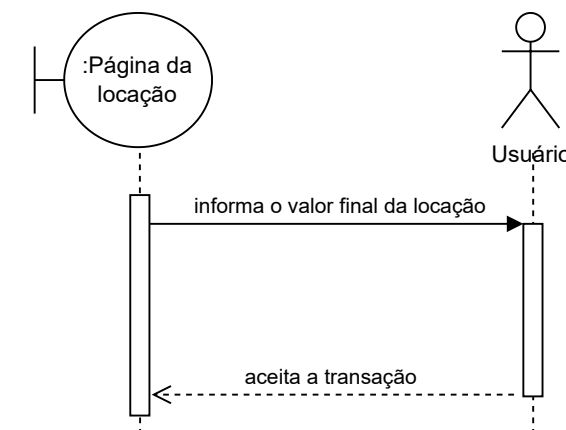 :Página da
locação
Usuário
informa o valor final da locação
aceita a transação